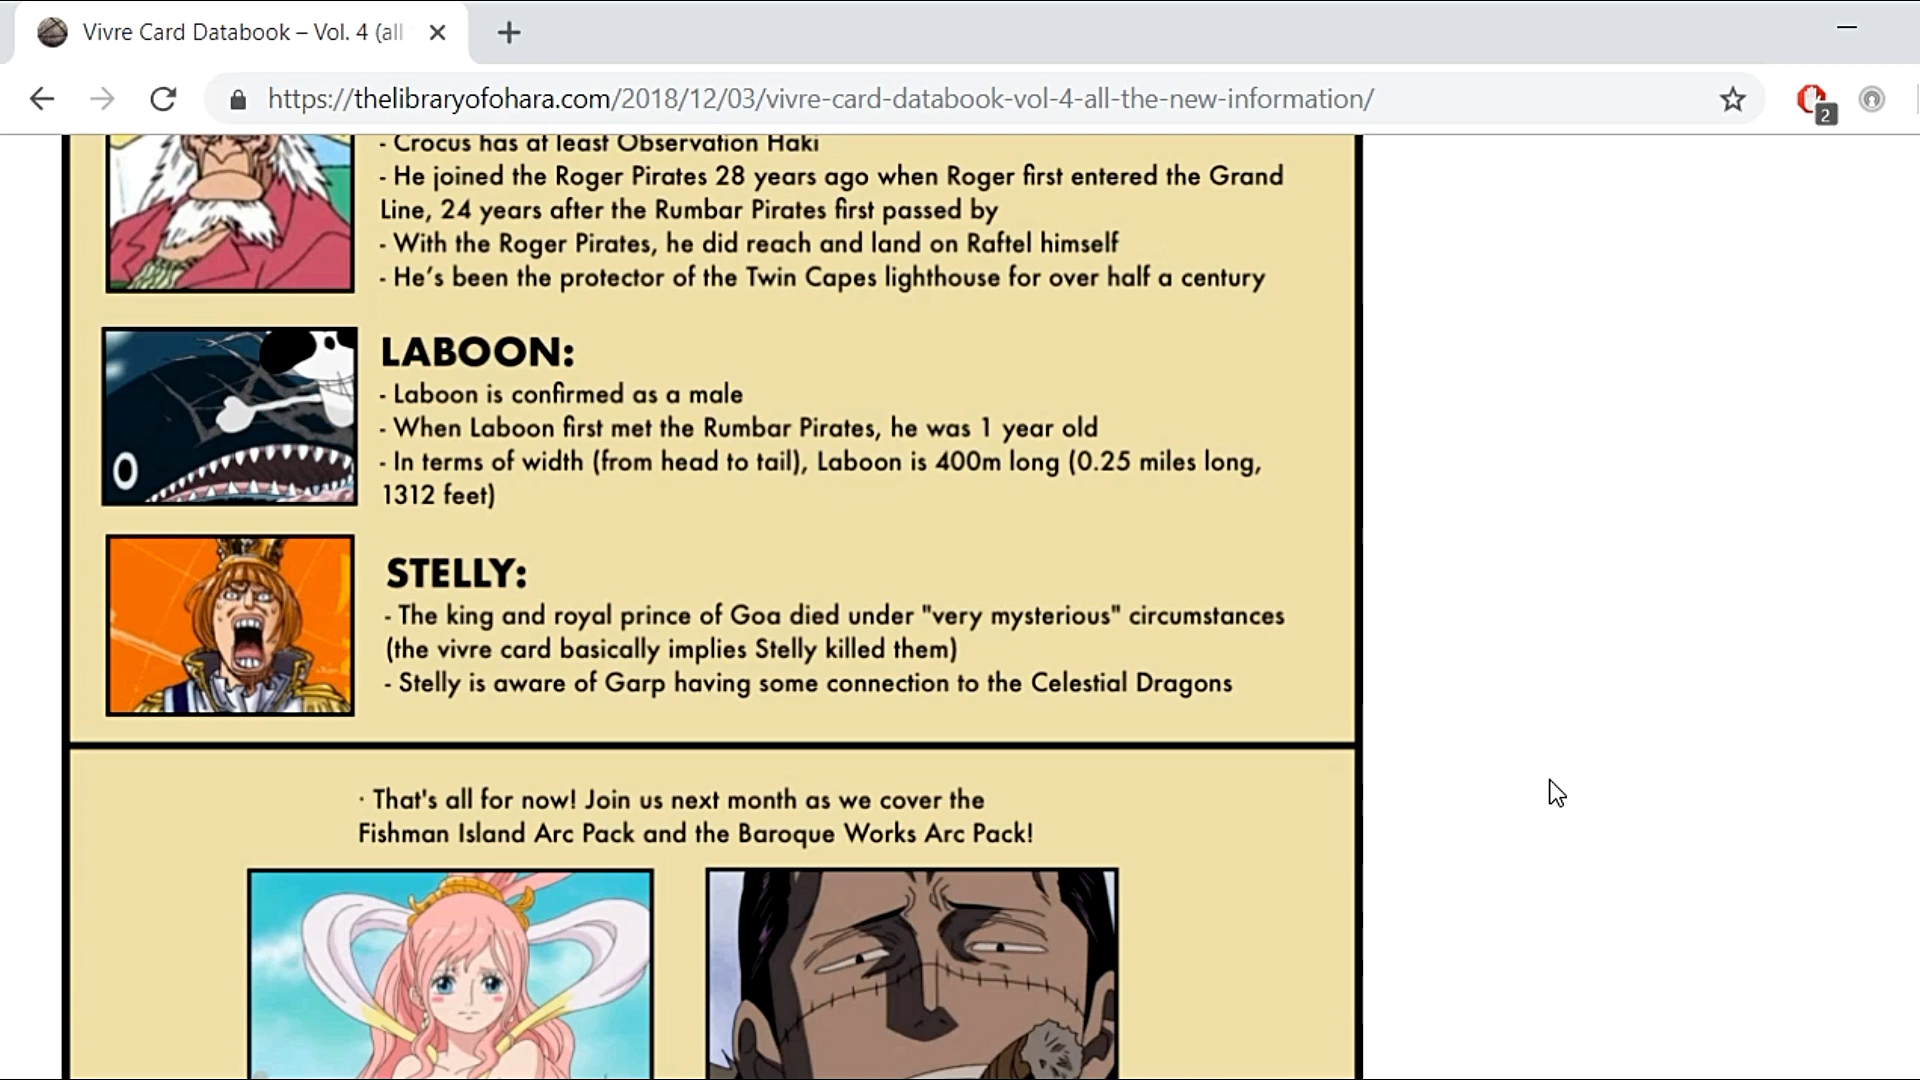 Vivre Card Databook – Vol. 4 (all
https://thelibraryofohara.com/2018/12/03/vivre-card-databook-vol-4-all-the-new-information/
2
- Crocus has at least Observation Haki
- He joined the Roger Pirates 28 years ago when Roger first entered the Grand
Line, 24 years after the Rumbar Pirates first passed by
- With the Roger Pirates, he did reach and land on Raftel himself
- He's been the protector of the Twin Capes lighthouse for over half a century
LABOON:
- Laboon is confirmed as a male
- When Laboon first met the Rumbar Pirates, he was 1 year old
- In terms of width (from head to tail), Laboon is 400m long (0.25 miles long,
1312 feet)
STELLY:
- The king and royal prince of Goa died under "very mysterious" circumstances
(the vivre card basically implies Stelly killed them)
- Stelly is aware of Garp having some connection to the Celestial Dragons
· That's all for now! Join us next month as we cover the
Fishman Island Arc Pack and the Baroque Works Arc Pack!